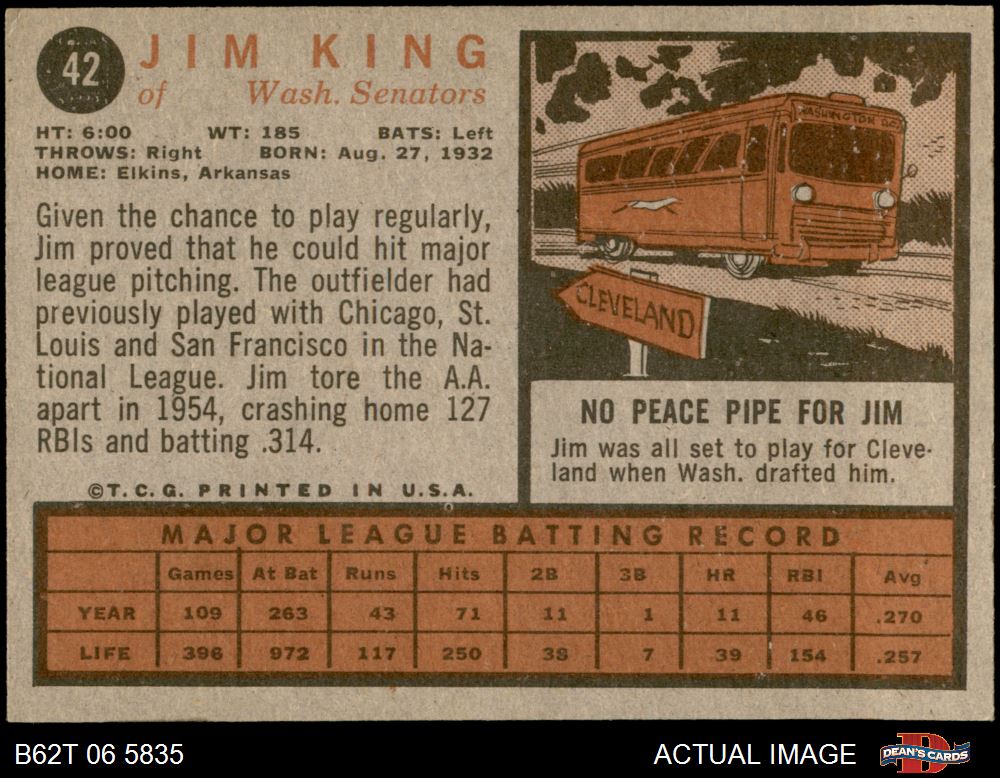 42
JIM KING
of Wash. Senators
HT: 6:00 WT: 185 BATS: Left
THROWS: Right BORN: Aug. 27, 1932
HOME: Elkins, Arkansas
Given the chance to play regularly,
Jim proved that he could hit major
league pitching. The outfielder had
previously played with Chicago, St.
Louis and San Francisco in the Na-
tional League. Jim tore the A.A.
apart in 1954, crashing home 127
RBIs and batting .314.
©T.C.G. PRINTED IN U.S.A.
WASHINGTON D.C.
CLEVELAND
NO PEACE PIPE FOR JIM
Jim was all set to play for Cleve-
land when Wash. drafted him.
MAJOR LEAGUE BATTING RECORD
Games At Bat Runs Hits 2B 3B HR RBI Avg
YEAR 109 263 43 71 11 1 11 46 .270
LIFE 396 972 117 250 38 7 39 154 .257
B62T 06 5835
ACTUAL IMAGE
DEAN'S CARDS